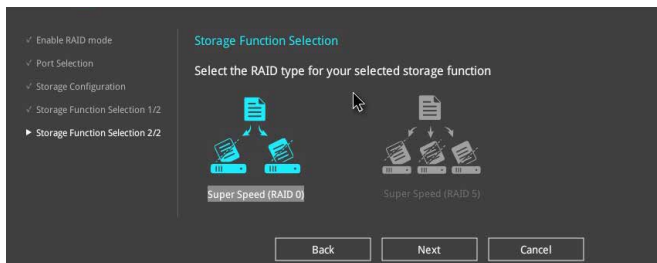 Enable RAID mode
Port Selection
Storage Configuration
Storage Function Selection 1/2
Storage Function Selection 2/2
Storage Function Selection
Select the RAID type for your selected storage function
Super Speed (RAID 0)
Super Speed (RAID 5)
Back
Next
Cancel